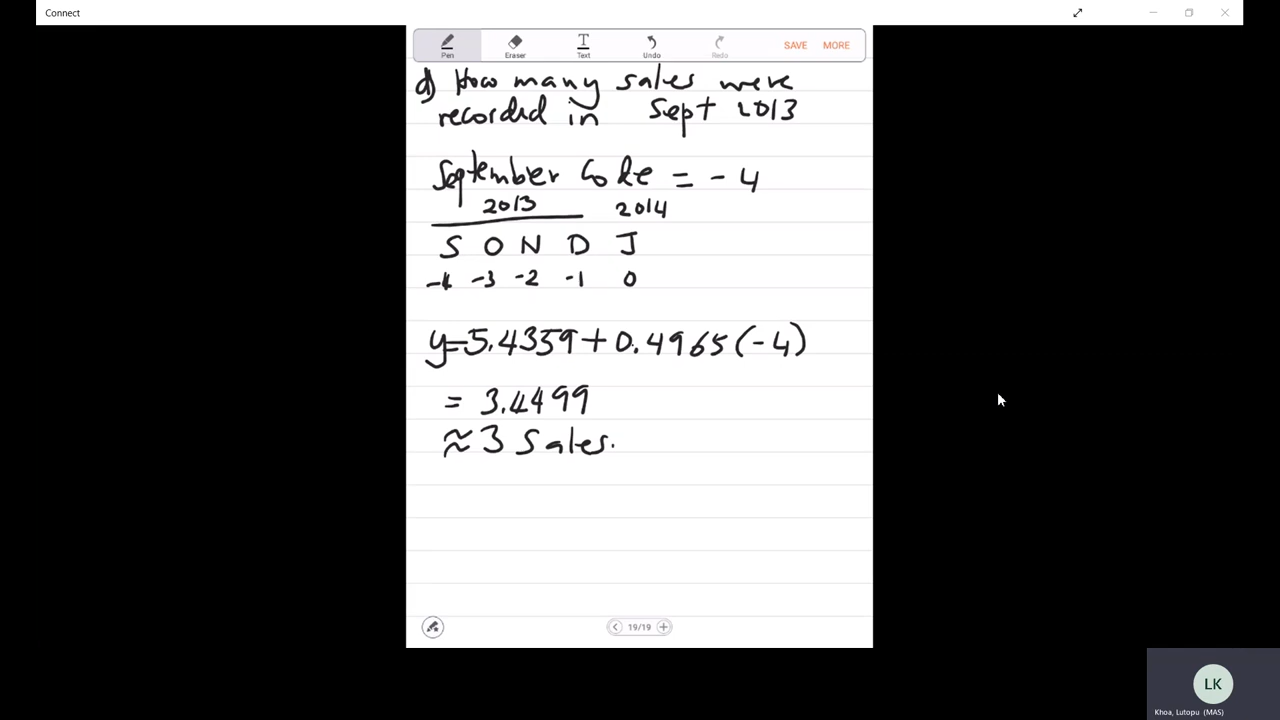 Connect
Pen Eraser Text Undo Redo SAVE MORE
d) How many sales were
recorded in Sept 2013
September Code = -4
2013 2014
S O N D J
-4 -3 -2 -1 0
y=5.4359+0.4965(-4)
= 3.4499
≈3 Sales.
19/19
LK
Khoa, Lutopu (MAS)